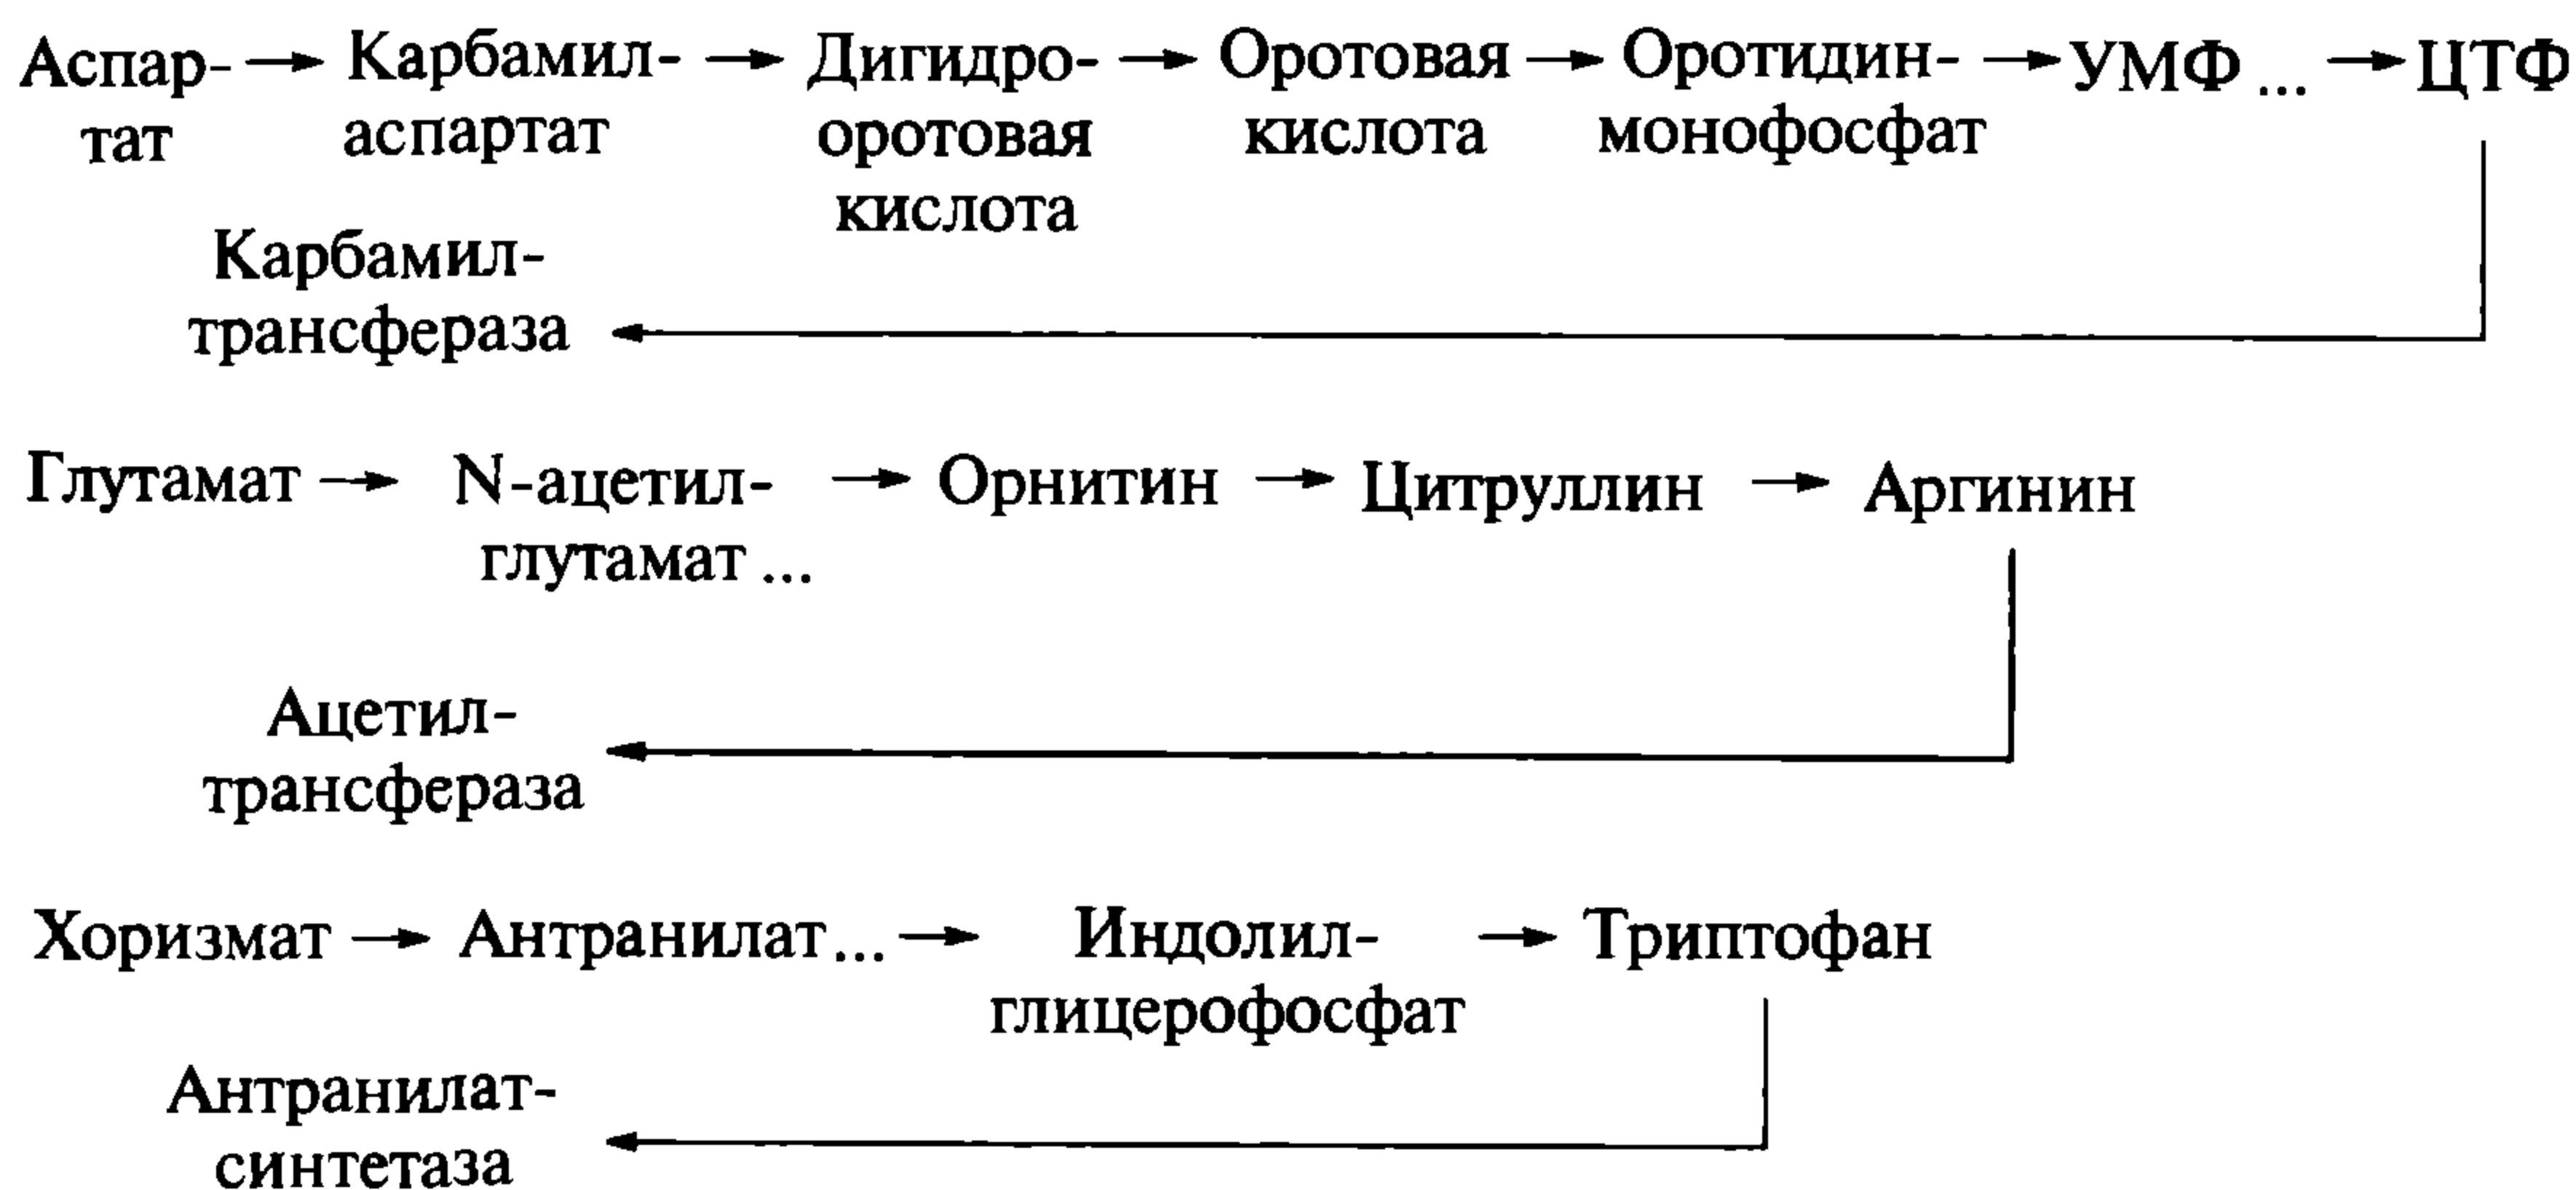 Аспар- → Карбамил- → Дигидро- → Оротовая → Оротидин- → УМФ ... → ЦТФ
тат аспартат оротовая кислота монофосфат
кислота
Карбамил-
трансфераза
Глутамат → N-ацетил- → Орнитин → Цитруллин → Аргинин
глутамат ...
Ацетил-
трансфераза
Хоризмат → Антранилат ... → Индолил- → Триптофан
глицерофосфат
Антранилат-
синтетаза